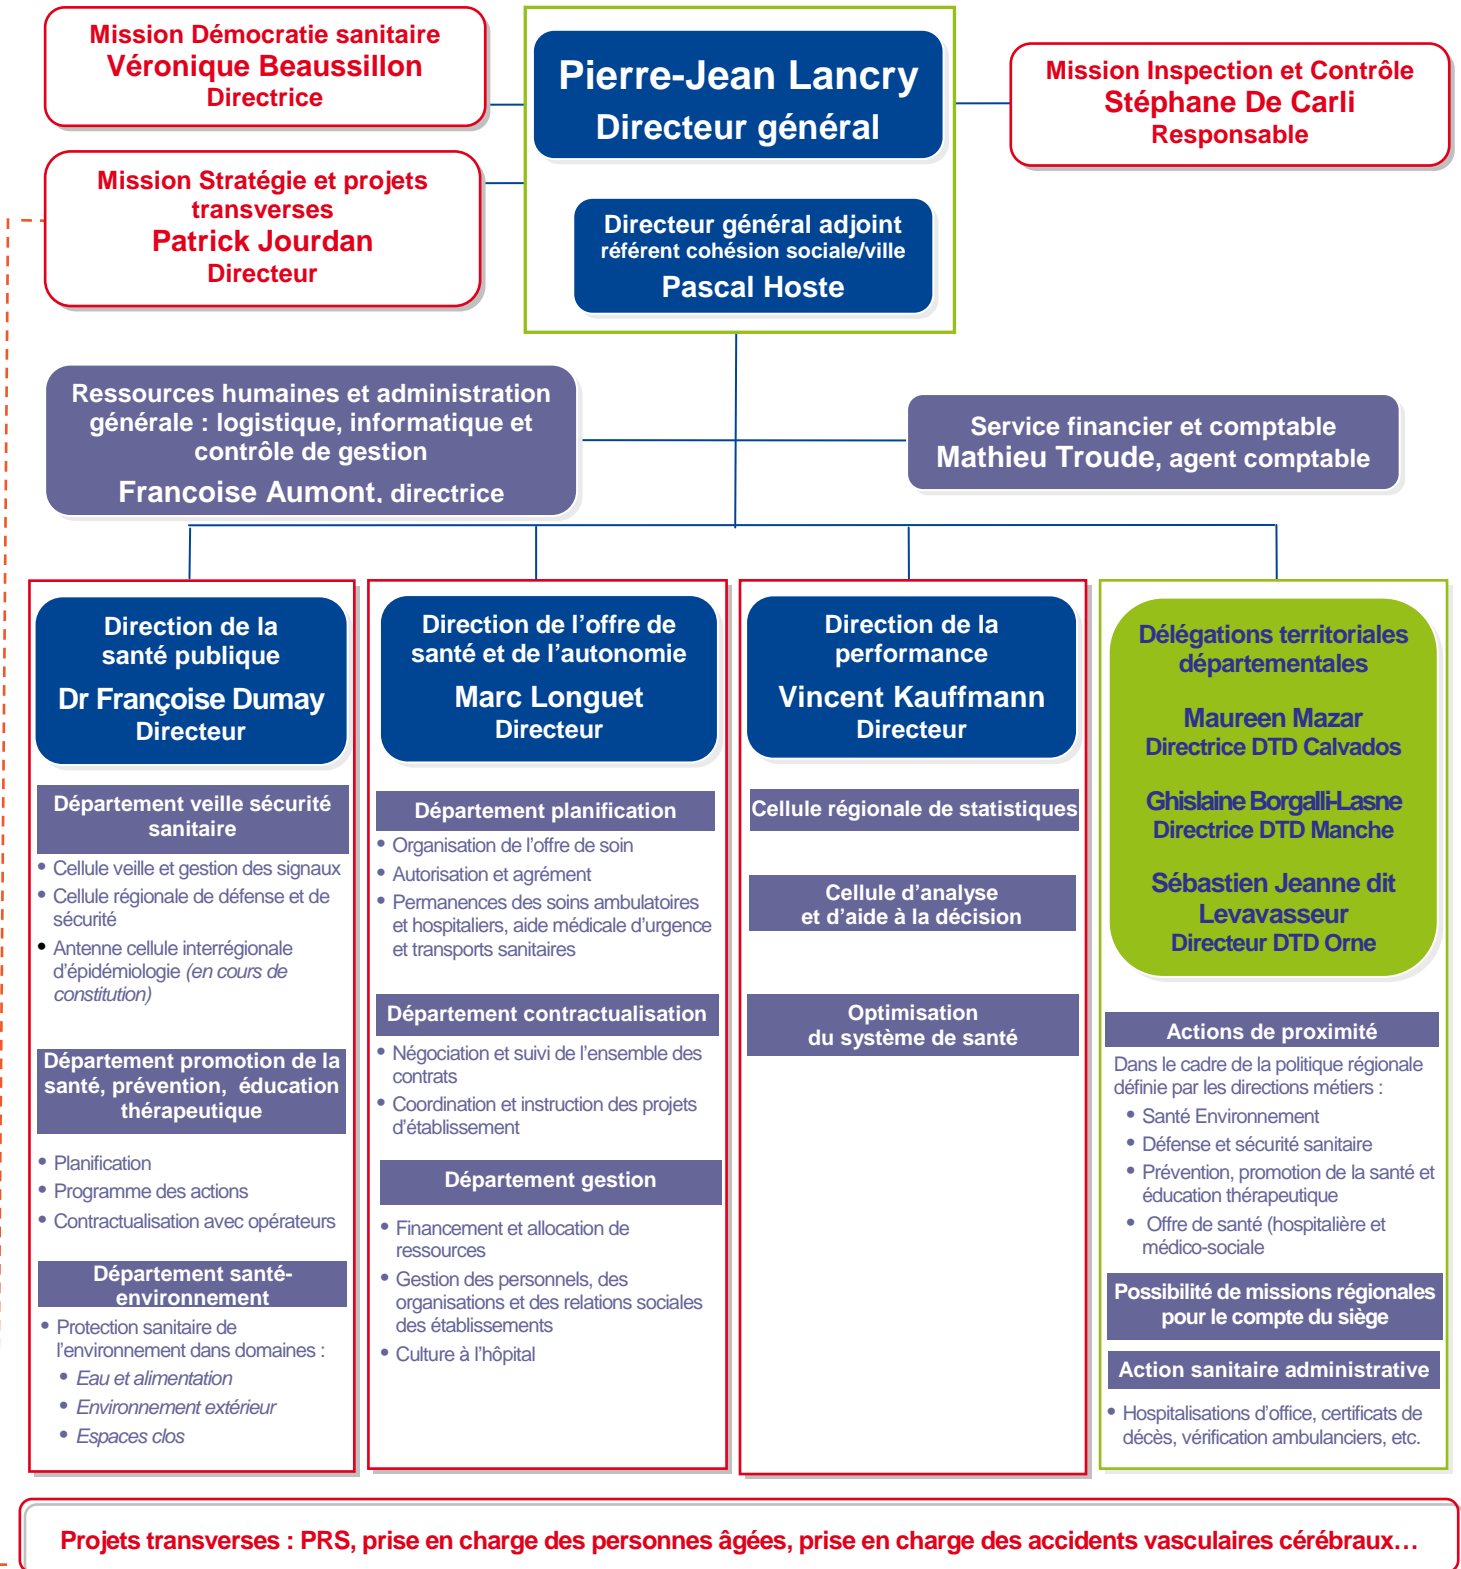 Mission Démocratie sanitaire
Véronique Beaussillon
Directrice
Pierre-Jean Lancry
Directeur général
Mission Inspection et Contrôle
Stéphane De Carli
Responsable
Mission Stratégie et projets
transverses
Patrick Jourdan
Directeur
Directeur général adjoint
référent cohésion sociale/ville
Pascal Hoste
Ressources humaines et administration
générale : logistique, informatique et
contrôle de gestion
Françoise Aumont, directrice
Service financier et comptable
Mathieu Troude, agent comptable
Direction de la
santé publique
Dr Françoise Dumay
Directeur
Département veille sécurité
sanitaire
• Cellule veille et gestion des signaux
• Cellule régionale de défense et de
sécurité
• Antenne cellule interrégionale
d’épidémiologie (en cours de
constitution)
Département promotion de la
santé, prévention, éducation
thérapeutique
• Planification
• Programme des actions
• Contractualisation avec opérateurs
Département santé-
environnement
• Protection sanitaire de
l’environnement dans domaines :
• Eau et alimentation
• Environnement extérieur
• Espaces clos
Direction de l’offre de
santé et de l’autonomie
Marc Longuet
Directeur
Département planification
• Organisation de l’offre de soin
• Autorisation et agrément
• Permanences des soins ambulatoires
et hospitaliers, aide médicale d’urgence
et transports sanitaires
Département contractualisation
• Négociation et suivi de l’ensemble des
contrats
• Coordination et instruction des projets
d’établissement
Département gestion
• Financement et allocation de
ressources
• Gestion des personnels, des
organisations et des relations sociales
des établissements
• Culture à l’hôpital
Direction de la
performance
Vincent Kauffmann
Directeur
Cellule régionale de statistiques
Cellule d’analyse
et d’aide à la décision
Optimisation
du système de santé
Délégations territoriales
départementales
Maureen Mazar
Directrice DTD Calvados
Ghislaine Borgalli-Lasne
Directrice DTD Manche
Sébastien Jeanne dit
Levavasseur
Directeur DTD Orne
Actions de proximité
Dans le cadre de la politique régionale
définie par les directions métiers :
• Santé Environnement
• Défense et sécurité sanitaire
• Prévention, promotion de la santé et
éducation thérapeutique
• Offre de santé (hospitalière et
médico-sociale
Possibilité de missions régionales
pour le compte du siège
Action sanitaire administrative
• Hospitalisations d’office, certificats de
décès, vérification ambulanciers, etc.
Projets transverses : PRS, prise en charge des personnes âgées, prise en charge des accidents vasculaires cérébraux…